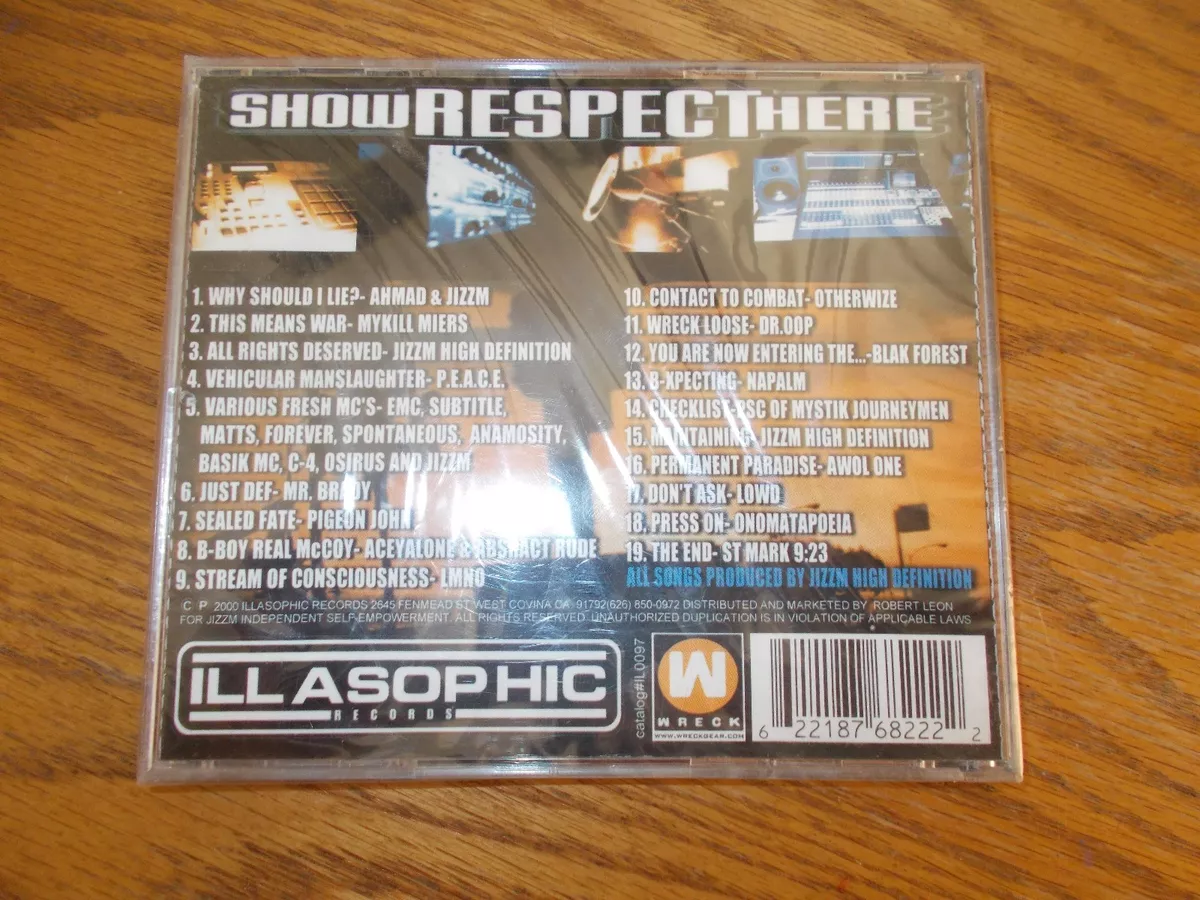 SHOW RESPECT HERE
1. WHY SHOULD I LIE?- AHMAD & JIZZM
2. THIS MEANS WAR- MYKILL MIERS
3. ALL RIGHTS DESERVED- JIZZM HIGH DEFINITION
4. VEHICULAR MANSLAUGHTER- P.E.A.C.E.
5. VARIOUS FRESH MC'S- EMC, SUBTITLE,
MATTS, FOREVER, SPONTANEOUS, ANAMOSITY,
BASIK MC, C-4, OSIRUS AND JIZZM
6. JUST DEF- MR. BRADY
7. SEALED FATE- PIGEON JOHN
8. B-BOY REAL McCOY- ACEYALONE & ABSTRACT RUDE
9. STREAM OF CONSCIOUSNESS- LMNO
10. CONTACT TO COMBAT- OTHERWIZE
11. WRECK LOOSE- DR.OOP
12. YOU ARE NOW ENTERING THE...-BLAK FOREST
13. B-XPECTING- NAPALM
14. CHECKLIST-PSC OF MYSTIK JOURNEYMEN
15. MAINTAINING- JIZZM HIGH DEFINITION
16. PERMANENT PARADISE- AWOL ONE
17. DON'T ASK- LOWD
18. PRESS ON- ONOMATAPOEIA
19. THE END- ST MARK 9:23
ALL SONGS PRODUCED BY JIZZM HIGH DEFINITION
C P 2000 ILLASOPHIC RECORDS 2645 FENMEAD ST WEST COVINA CA. 91792(626) 850-0972 DISTRIBUTED AND MARKETED BY ROBERT LEON
FOR JIZZM INDEPENDENT SELF-EMPOWERMENT. ALL RIGHTS RESERVED. UNAUTHORIZED DUPLICATION IS IN VIOLATION OF APPLICABLE LAWS
ILLASOPHIC
RECORDS
catalog#IL0097
W
WRECK
WWW.WRECKGEAR.COM
6 22187 68222 2